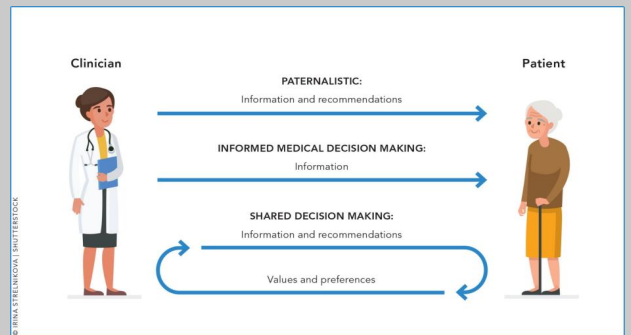 Clinician
Patient
PATERNALISTIC:
Information and recommendations
INFORMED MEDICAL DECISION MAKING:
Information
SHARED DECISION MAKING:
Information and recommendations
Values and preferences
© IRINA STRELNIKOVA | SHUTTERSTOCK